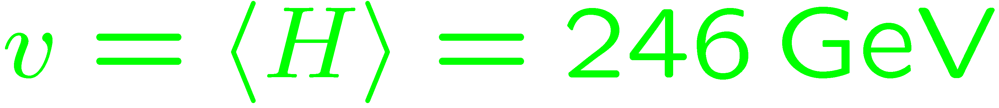 v = ⟨H⟩ = 246 GeV